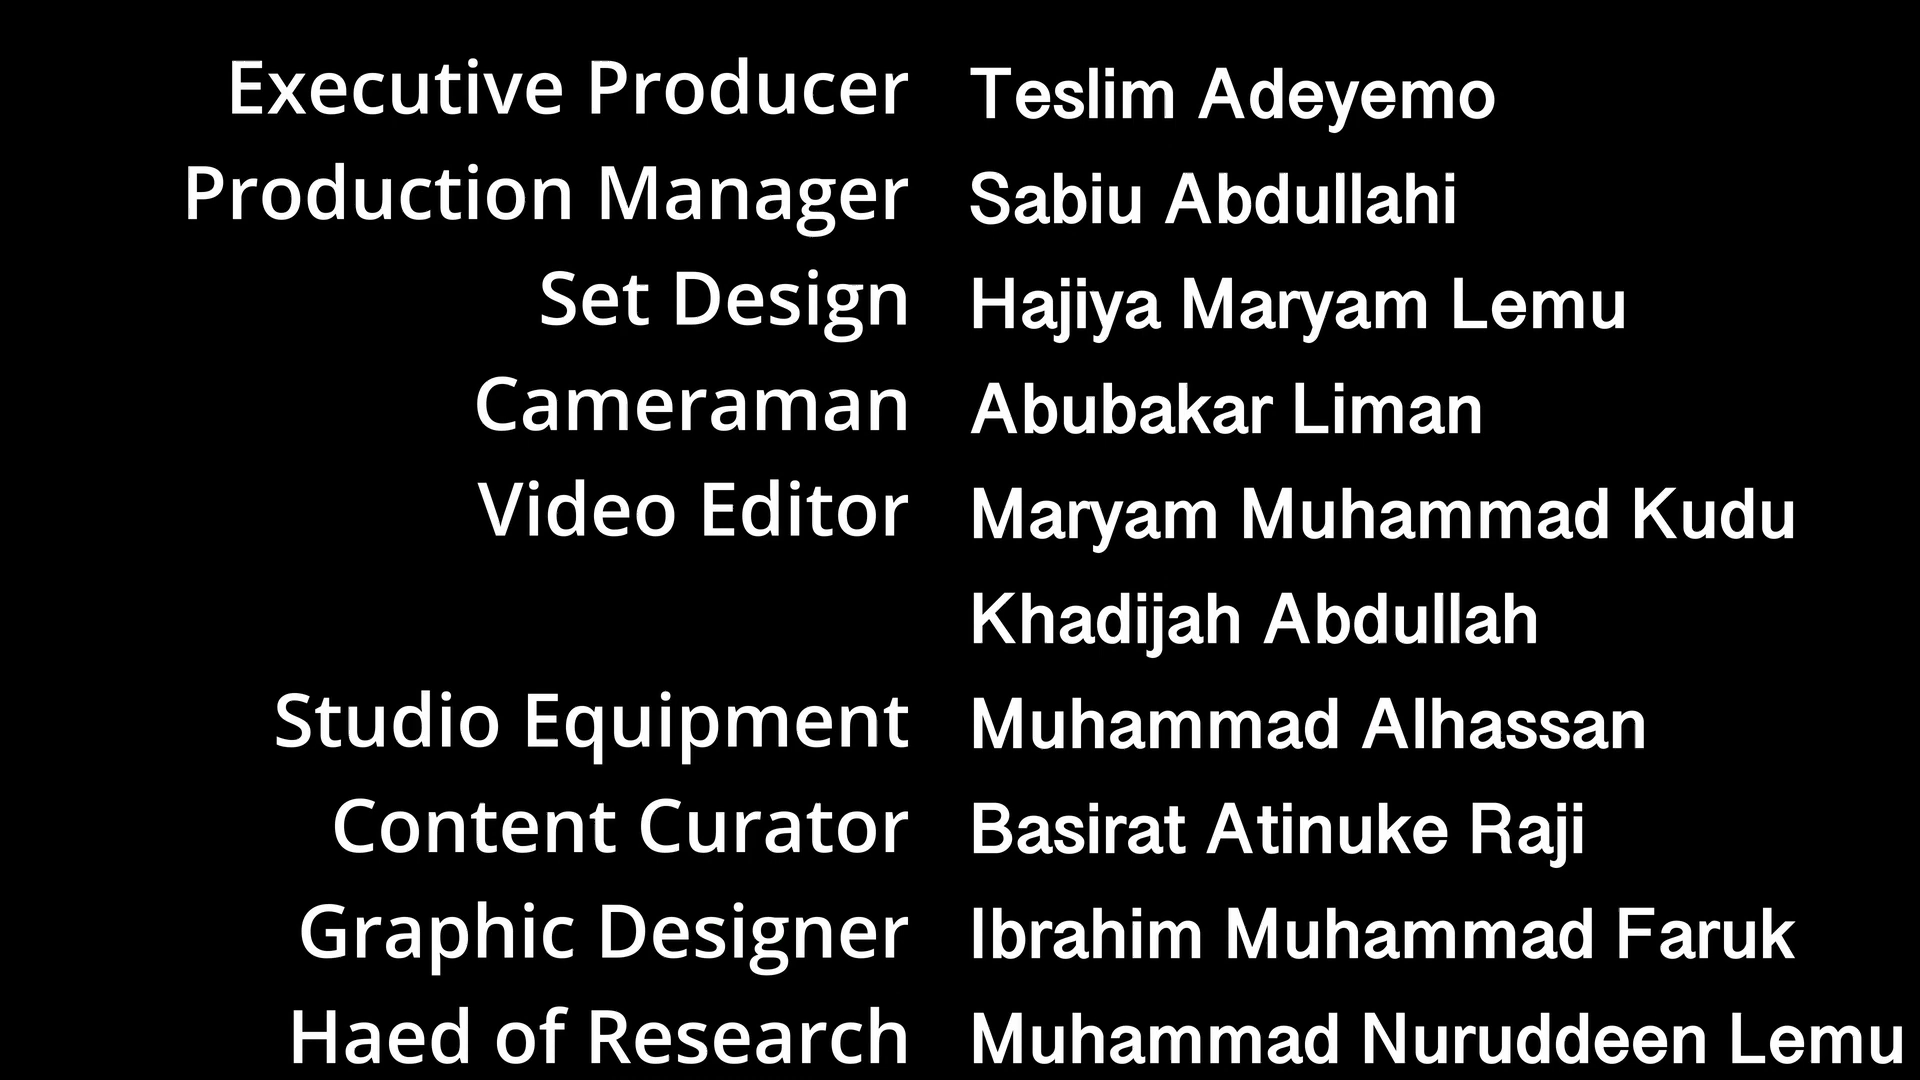 Executive Producer Teslim Adeyemo
Production Manager Sabiu Abdullahi
Set Design Hajiya Maryam Lemu
Cameraman Abubakar Liman
Video Editor Maryam Muhammad Kudu
Khadijah Abdullah
Studio Equipment Muhammad Alhassan
Content Curator Basirat Atinuke Raji
Graphic Designer Ibrahim Muhammad Faruk
Haed of Research Muhammad Nuruddeen Lemu